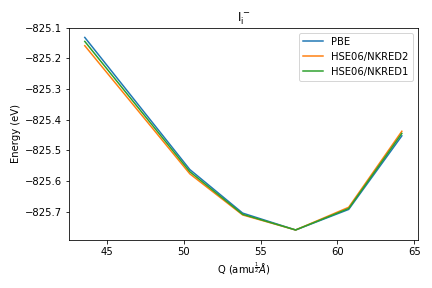 Iᵢ⁻
PBE
HSE06/NKRED2
HSE06/NKRED1
Energy (eV)
−825.1
−825.2
−825.3
−825.4
−825.5
−825.6
−825.7
45 50 55 60 65
Q (amu^½Å)